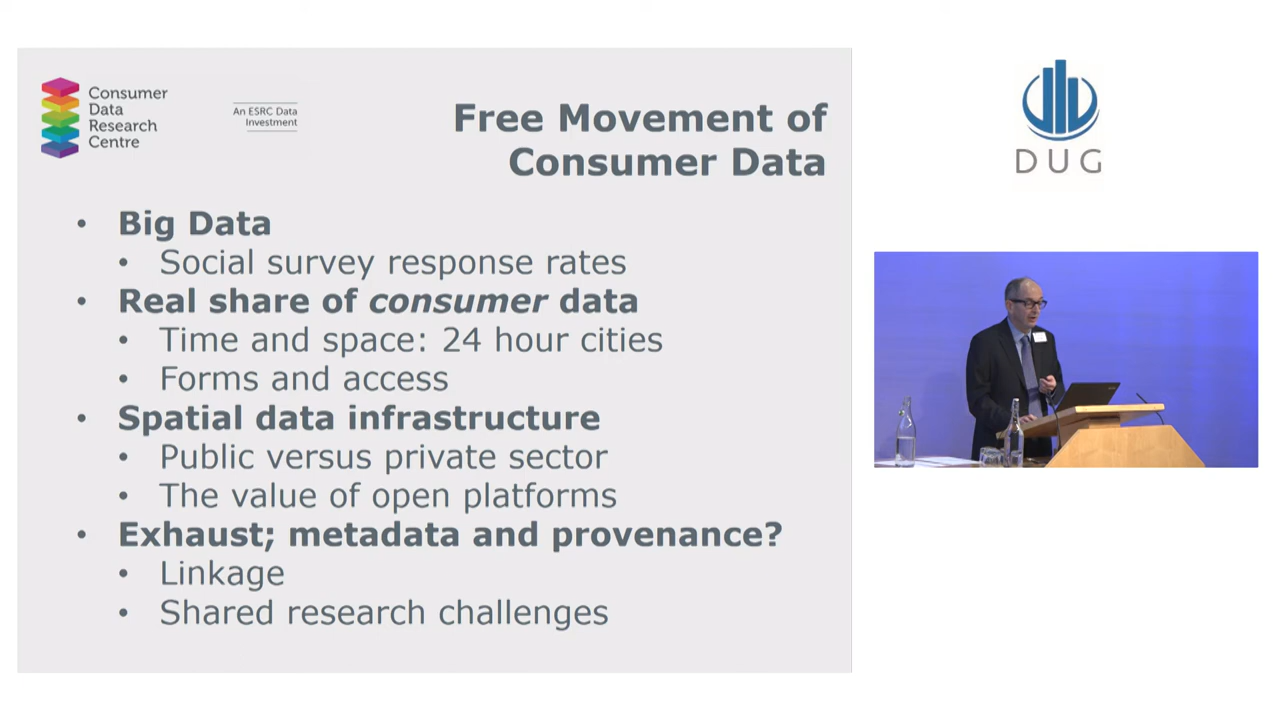 Consumer
Data
Research
Centre
An ESRC Data
Investment
Free Movement of
Consumer Data
• Big Data
• Social survey response rates
• Real share of consumer data
• Time and space: 24 hour cities
• Forms and access
• Spatial data infrastructure
• Public versus private sector
• The value of open platforms
• Exhaust; metadata and provenance?
• Linkage
• Shared research challenges
DUG